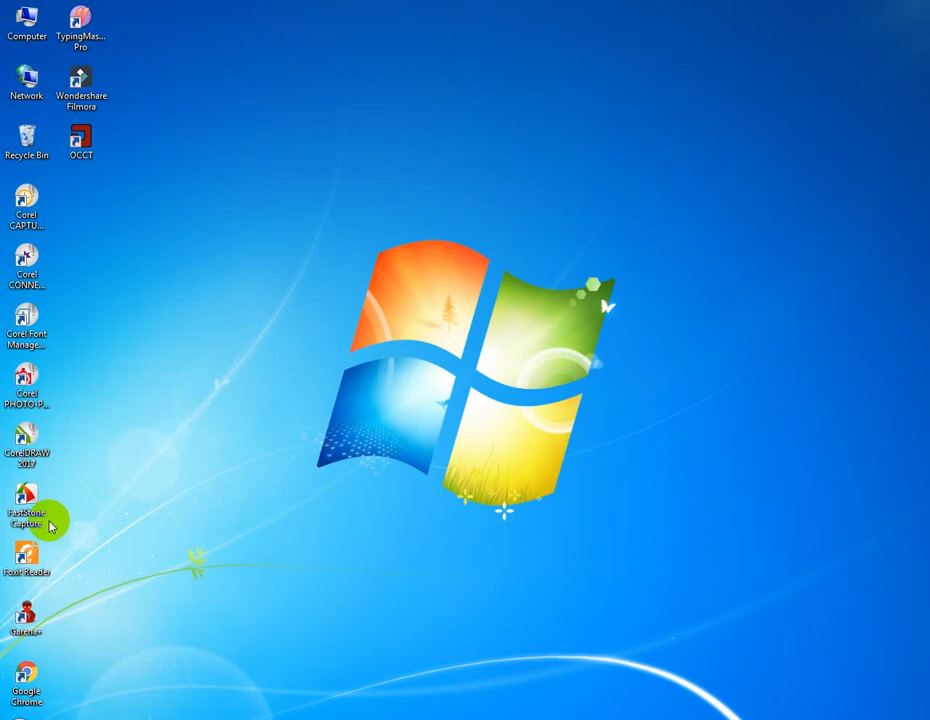 Computer
TypingMas...
Pro
Network
Wondershare
Filmora
Recycle Bin
OCCT
Corel
CAPTU...
Corel
CONNE...
Corel Font
Manage...
Corel
PHOTO-P...
CorelDRAW
2017
FastStone
Capture
Foxit Reader
Garena+
Google
Chrome